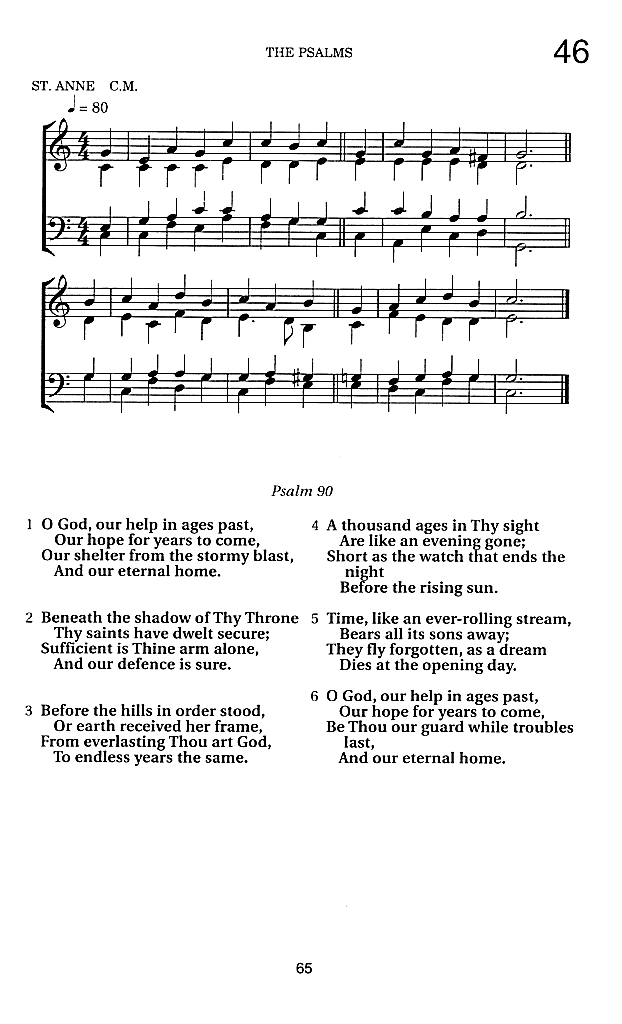 THE PSALMS
46
ST. ANNE C.M.
♩ = 80
Psalm 90
1 O God, our help in ages past,
Our hope for years to come,
Our shelter from the stormy blast,
And our eternal home.
2 Beneath the shadow of Thy Throne
Thy saints have dwelt secure;
Sufficient is Thine arm alone,
And our defence is sure.
3 Before the hills in order stood,
Or earth received her frame,
From everlasting Thou art God,
To endless years the same.
4 A thousand ages in Thy sight
Are like an evening gone;
Short as the watch that ends the
night
Before the rising sun.
5 Time, like an ever-rolling stream,
Bears all its sons away;
They fly forgotten, as a dream
Dies at the opening day.
6 O God, our help in ages past,
Our hope for years to come,
Be Thou our guard while troubles
last,
And our eternal home.
65